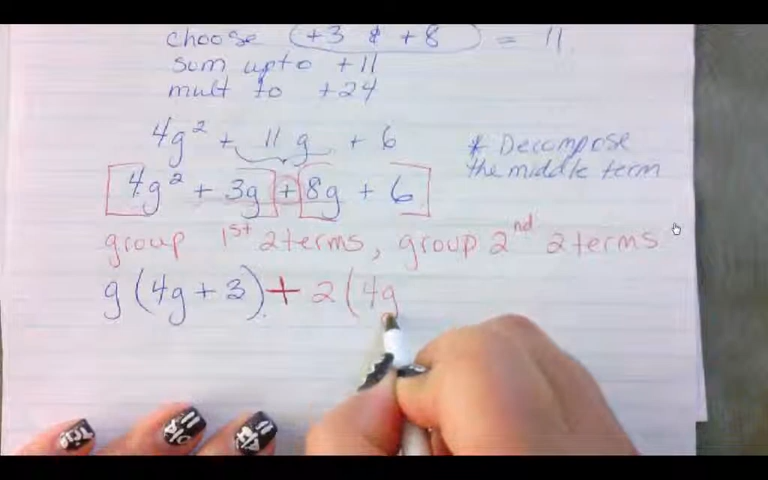 choose (+3 & +8) = 11
sum up to +11
mult to +24
4g² + 11g + 6
* Decompose
the middle term
[4g² + 3g] + [8g + 6]
group 1st 2 terms, group 2nd 2 terms
g(4g + 3) + 2(4g